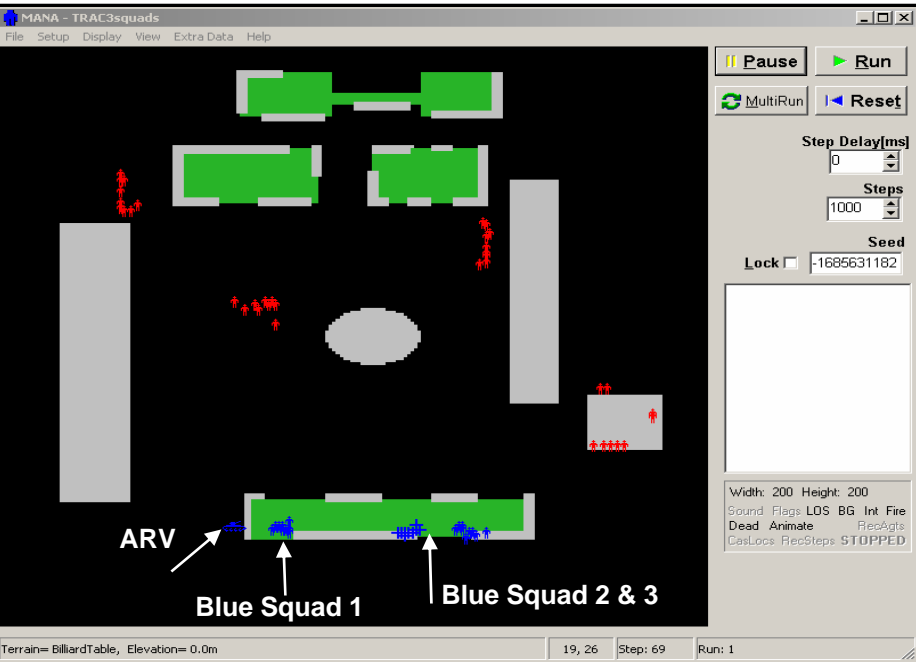 MANA - TRAC3squads
File Setup Display View Extra Data Help
Pause Run
MultiRun Reset
Step Delay[ms]
0
Steps
1000
Seed
Lock -1685631182
ARV
Blue Squad 1
Blue Squad 2 & 3
Width: 200 Height: 200
Sound Flags LOS BG Int Fire
Dead Animate RecAgts
CasLocs RecSteps STOPPED
Terrain= BilliardTable, Elevation= 0.0m 19, 26 Step: 69 Run: 1